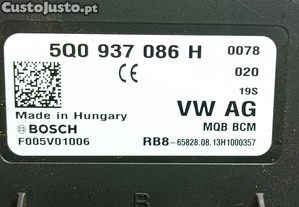 CustoJusto.pt
5Q0 937 086 H 0078
CE 020
19S
Made in Hungary VW AG
BOSCH MQB BCM
F005V01006 RB8-65828.08.13H1000357
B